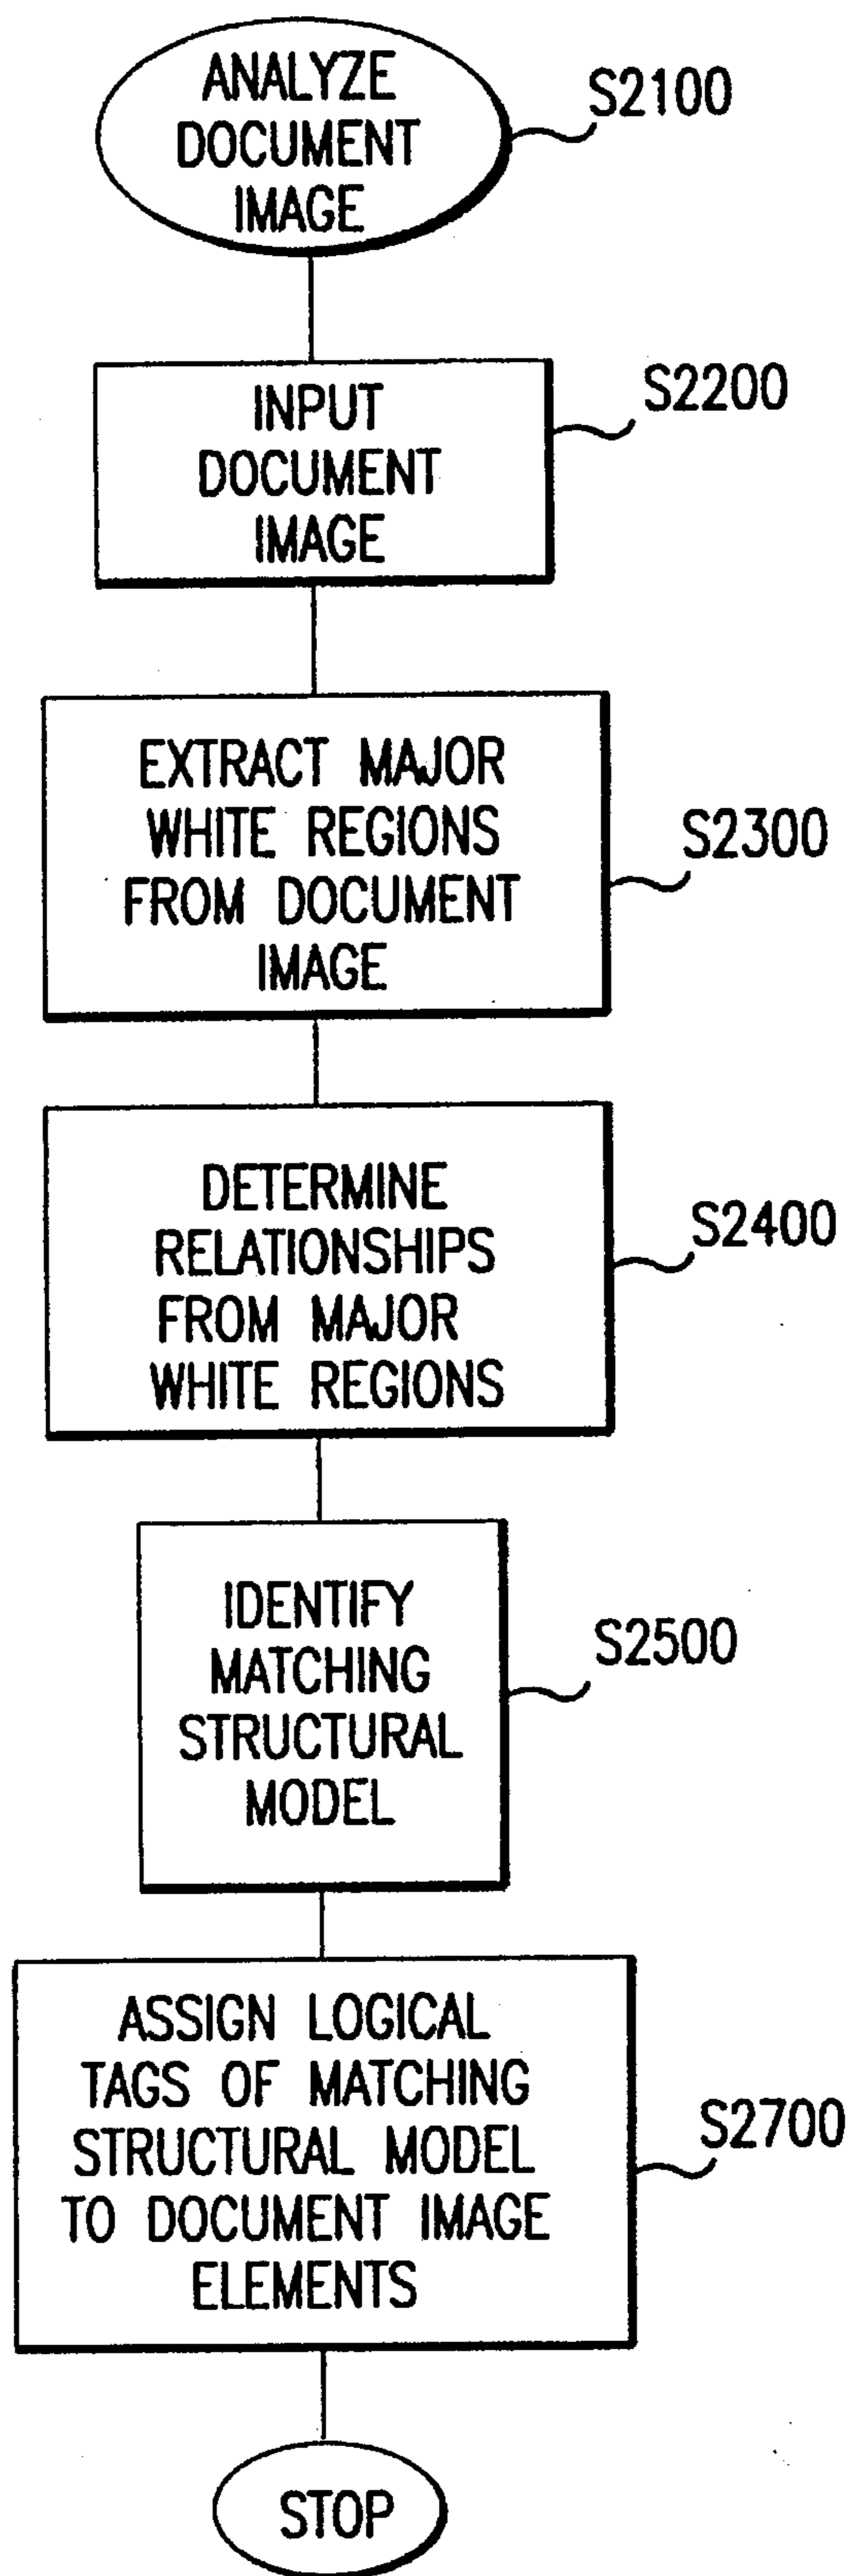 ANALYZE
DOCUMENT
IMAGE
S2100
INPUT
DOCUMENT
IMAGE
S2200
EXTRACT MAJOR
WHITE REGIONS
FROM DOCUMENT
IMAGE
S2300
DETERMINE
RELATIONSHIPS
FROM MAJOR
WHITE REGIONS
S2400
IDENTIFY
MATCHING
STRUCTURAL
MODEL
S2500
ASSIGN LOGICAL
TAGS OF MATCHING
STRUCTURAL MODEL
TO DOCUMENT IMAGE
ELEMENTS
S2700
STOP